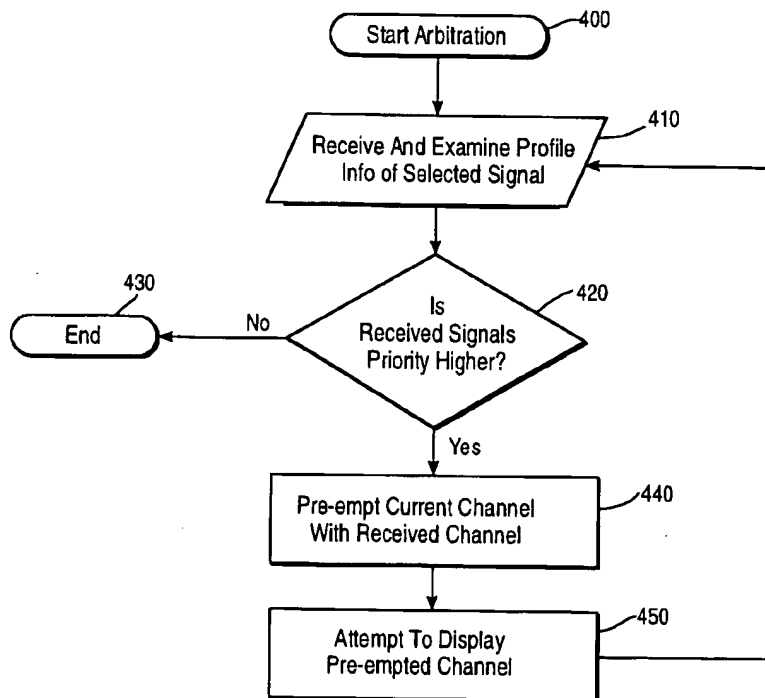 Start Arbitration
400
Receive And Examine Profile
Info of Selected Signal
410
Is
Received Signals
Priority Higher?
420
No
End
430
Yes
Pre-empt Current Channel
With Received Channel
440
Attempt To Display
Pre-empted Channel
450